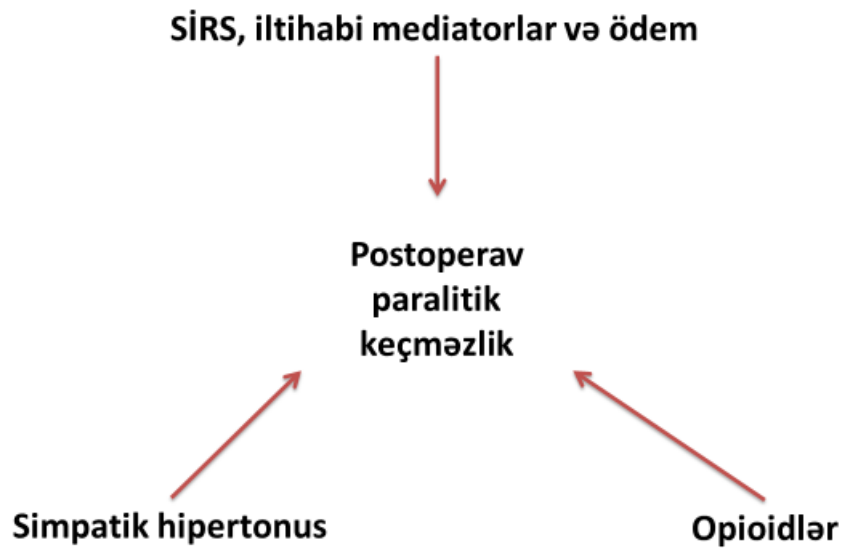 SİRS, iltihabi mediatorlar və ödem
Postoperav
paralitik
keçməzlik
Simpatik hipertonus
Opioidlər